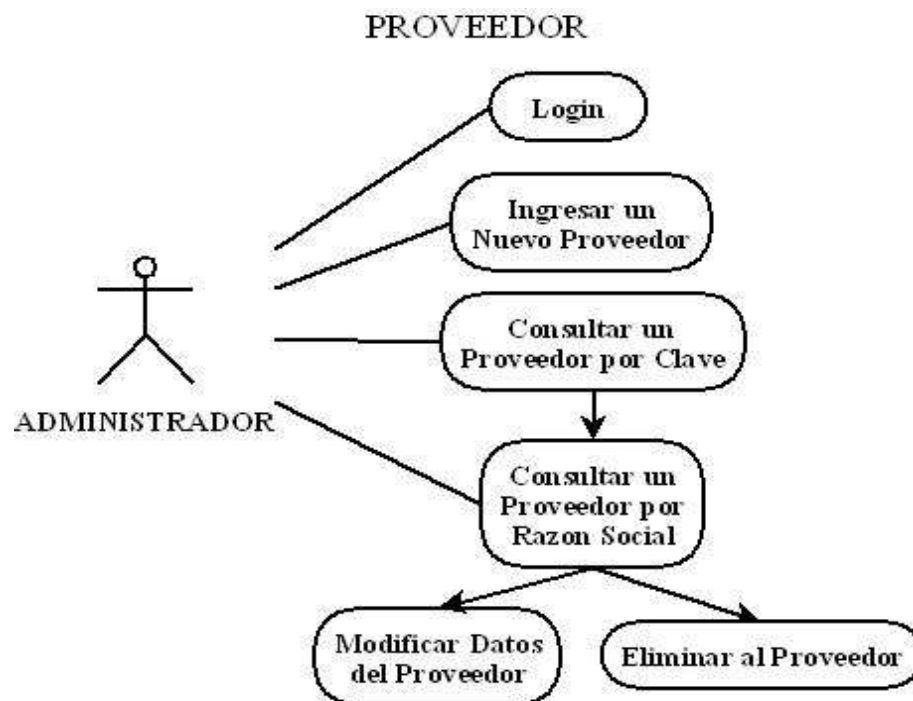 PROVEEDOR
Login
Ingresar un
Nuevo Proveedor
Consultar un
Proveedor por Clave
ADMINISTRADOR
Consultar un
Proveedor por
Razon Social
Modificar Datos
del Proveedor
Eliminar al Proveedor